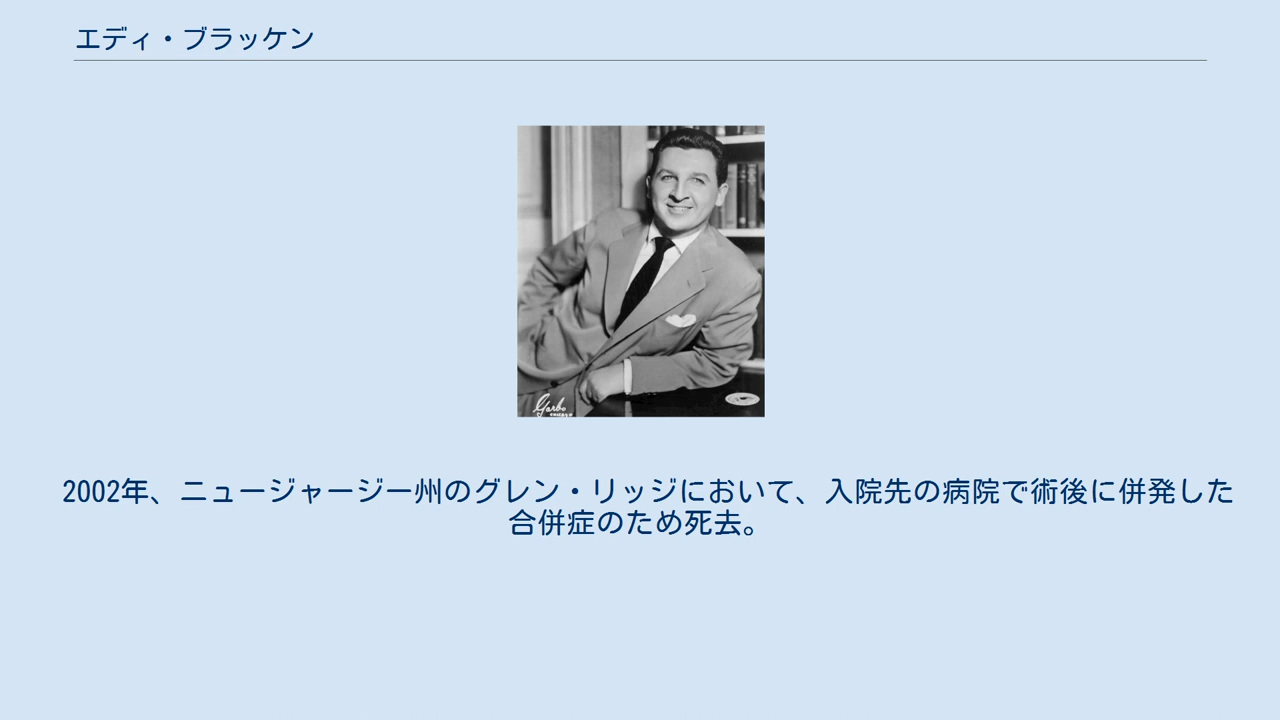 エディ・ブラッケン
Garbo
CHICAGO
2002年、ニュージャージー州のグレン・リッジにおいて、入院先の病院で術後に併発した
合併症のため死去。